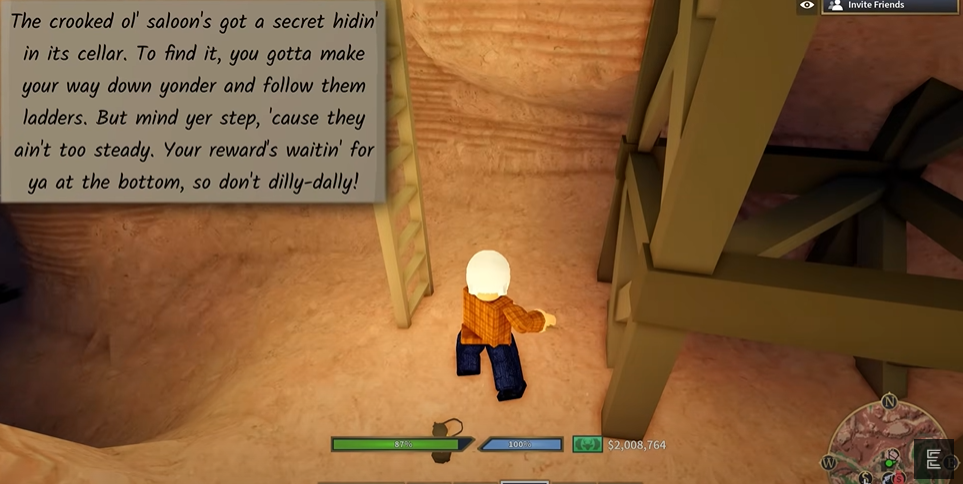 The crooked ol' saloon's got a secret hidin'
in its cellar. To find it, you gotta make
your way down yonder and follow them
ladders. But mind yer step, 'cause they
ain't too steady. Your reward's waitin' for
ya at the bottom, so don't dilly-dally!
Invite Friends
87%
100%
$2,008,764
N
W
E
S